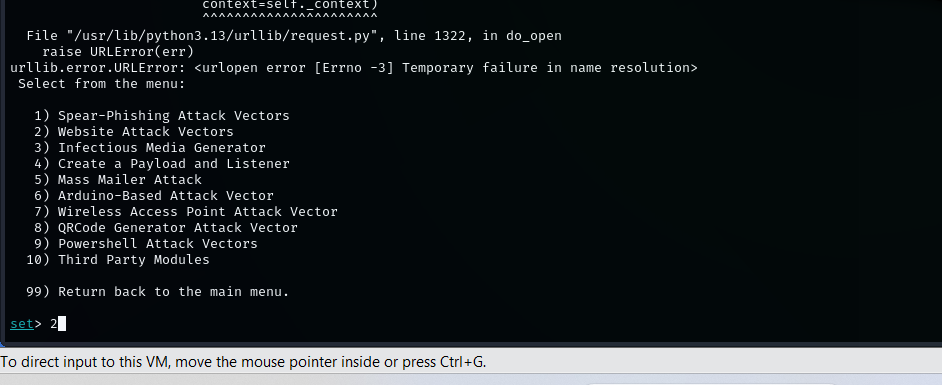 context=self._context)
^^^^^^^^^^^^^^^^^^^^^^
File "/usr/lib/python3.13/urllib/request.py", line 1322, in do_open
raise URLError(err)
urllib.error.URLError: <urlopen error [Errno -3] Temporary failure in name resolution>
Select from the menu:
1) Spear-Phishing Attack Vectors
2) Website Attack Vectors
3) Infectious Media Generator
4) Create a Payload and Listener
5) Mass Mailer Attack
6) Arduino-Based Attack Vector
7) Wireless Access Point Attack Vector
8) QRCode Generator Attack Vector
9) Powershell Attack Vectors
10) Third Party Modules
99) Return back to the main menu.
set> 2
To direct input to this VM, move the mouse pointer inside or press Ctrl+G.